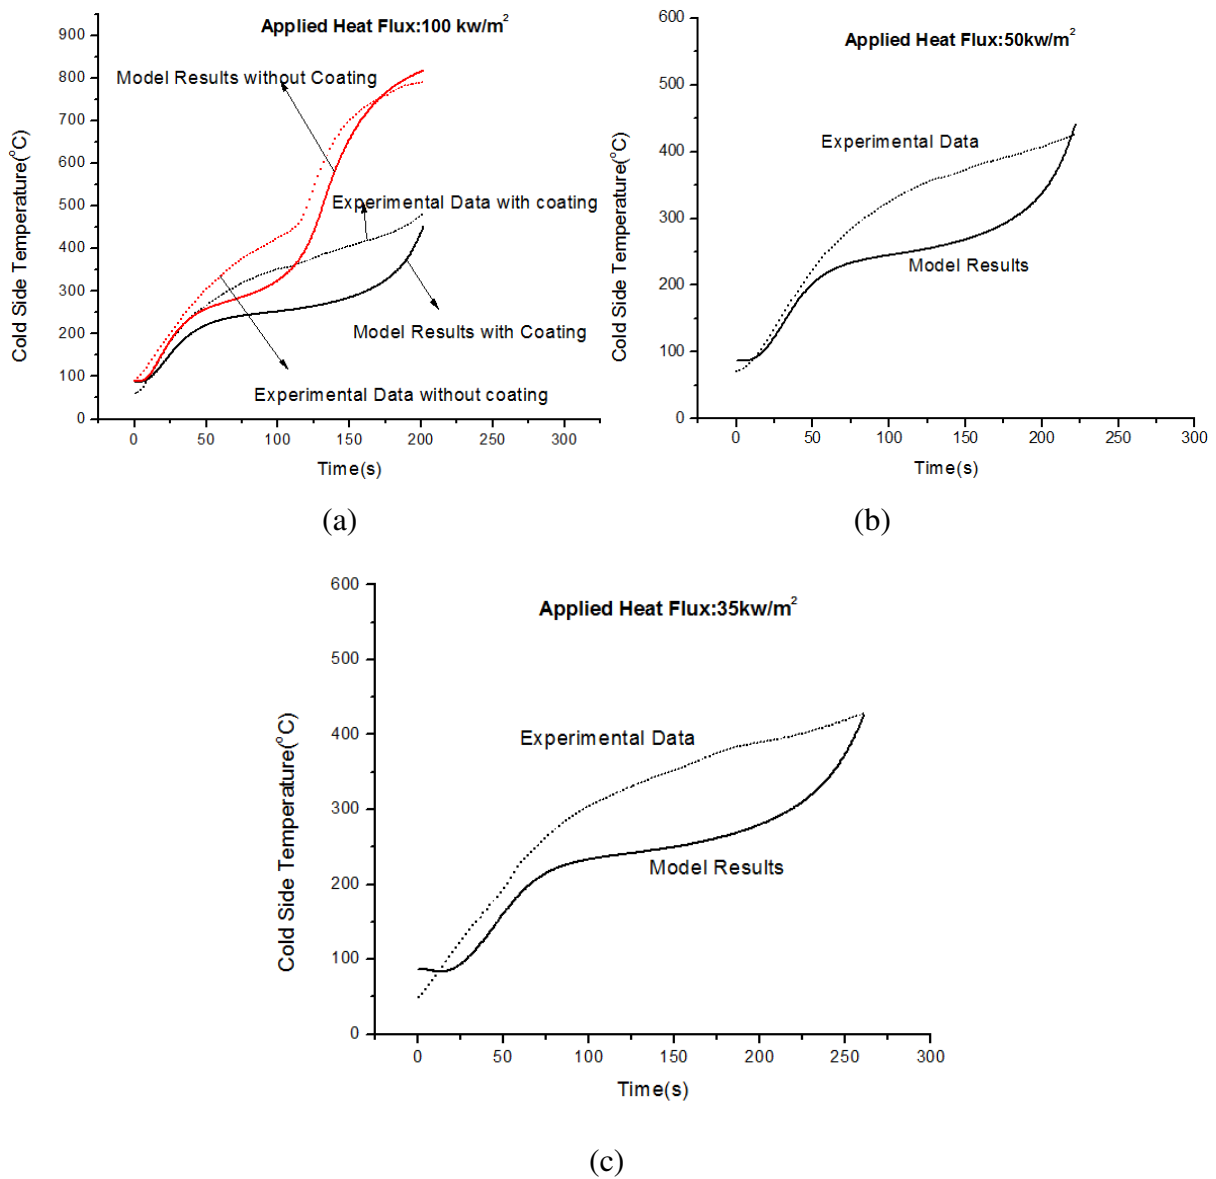 Applied Heat Flux:100 kw/m²
900
800
700
600
500
400
300
200
100
0
Cold Side Temperature(°C)
Model Results without Coating
Experimental Data with coating
Model Results with Coating
Experimental Data without coating
0 50 100 150 200 250 300
Time(s)
(a)
Applied Heat Flux:50kw/m²
600
500
400
300
200
100
0
Cold Side Temperature(°C)
Experimental Data
Model Results
0 50 100 150 200 250 300
Time(s)
(b)
Applied Heat Flux:35kw/m²
600
500
400
300
200
100
0
Cold Side Temperature(°C)
Experimental Data
Model Results
0 50 100 150 200 250 300
Time(s)
(c)